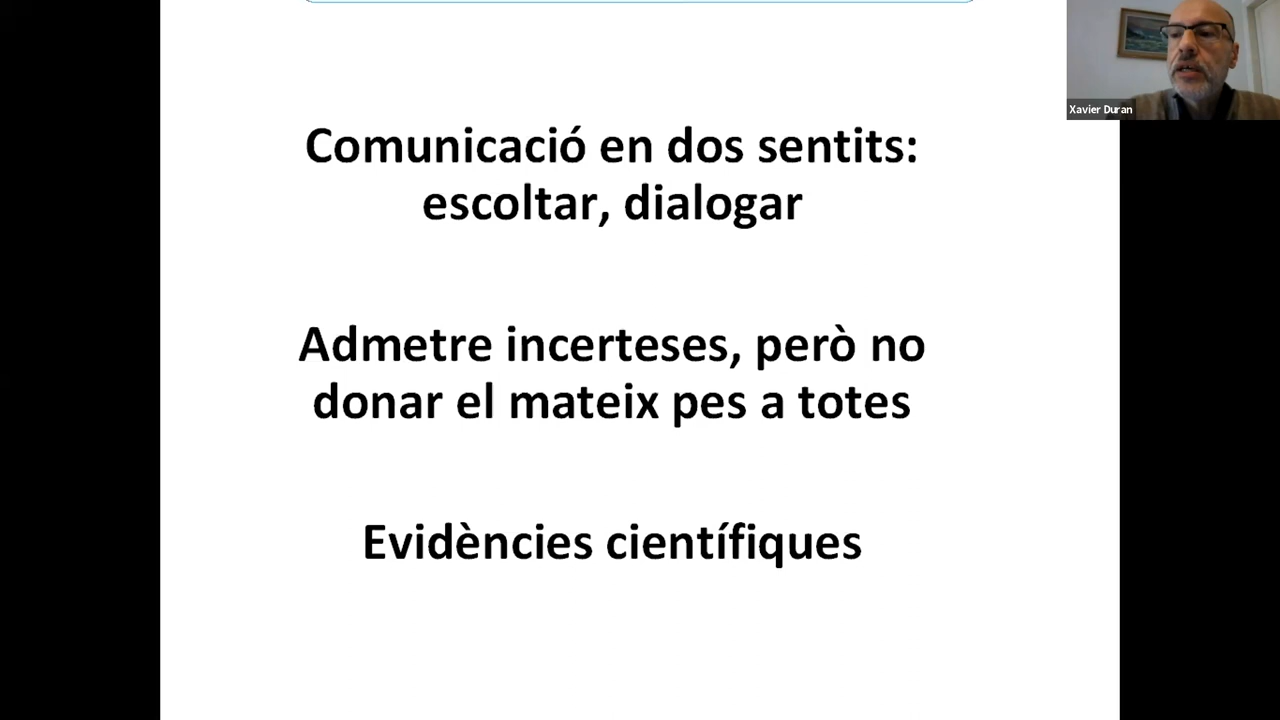 Comunicació en dos sentits:
escoltar, dialogar
Admetre incerteses, però no
donar el mateix pes a totes
Evidències científiques
Xavier Duran